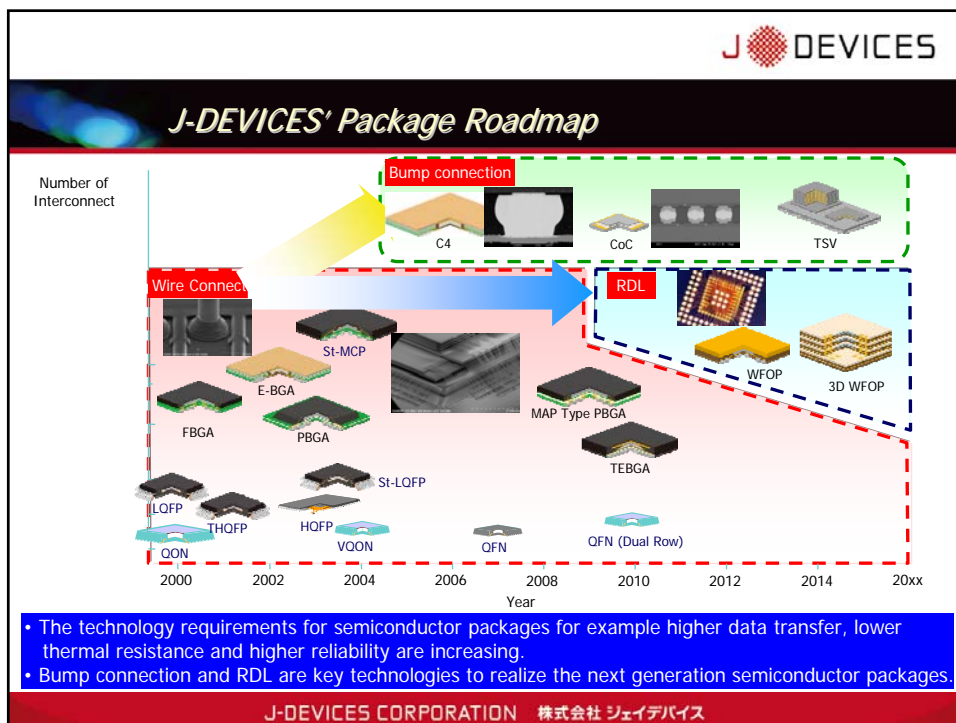 J DEVICES
J-DEVICES' Package Roadmap
Number of
Interconnect
Bump connection
C4
CoC
TSV
Wire Connect
RDL
St-MCP
E-BGA
WFOP
3D WFOP
FBGA
PBGA
MAP Type PBGA
TEBGA
St-LQFP
LQFP
THQFP
HQFP
QON
VQON
QFN
QFN (Dual Row)
2000 2002 2004 2006 2008 2010 2012 2014 20xx
Year
• The technology requirements for semiconductor packages for example higher data transfer, lower
thermal resistance and higher reliability are increasing.
• Bump connection and RDL are key technologies to realize the next generation semiconductor packages.
J-DEVICES CORPORATION 株式会社 ジェイデバイス